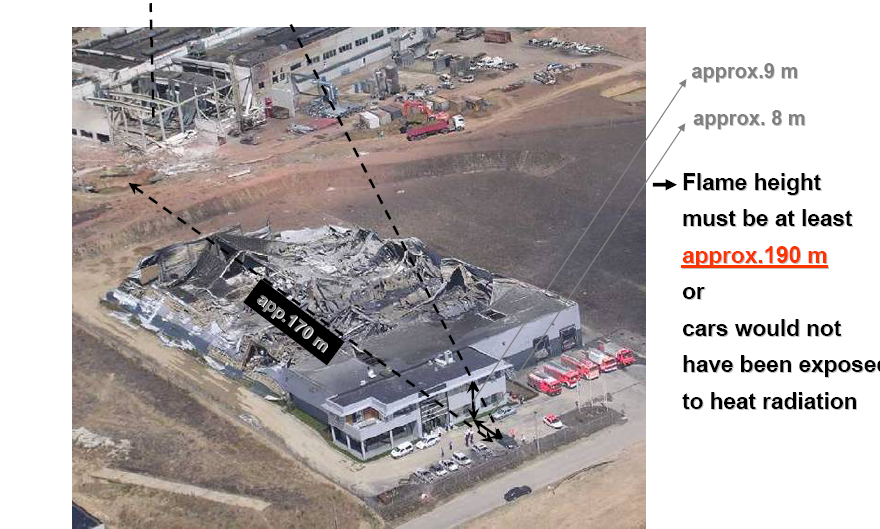 approx.9 m
approx. 8 m
Flame height
must be at least
approx.190 m
or
cars would not
have been exposed
to heat radiation
app.170 m